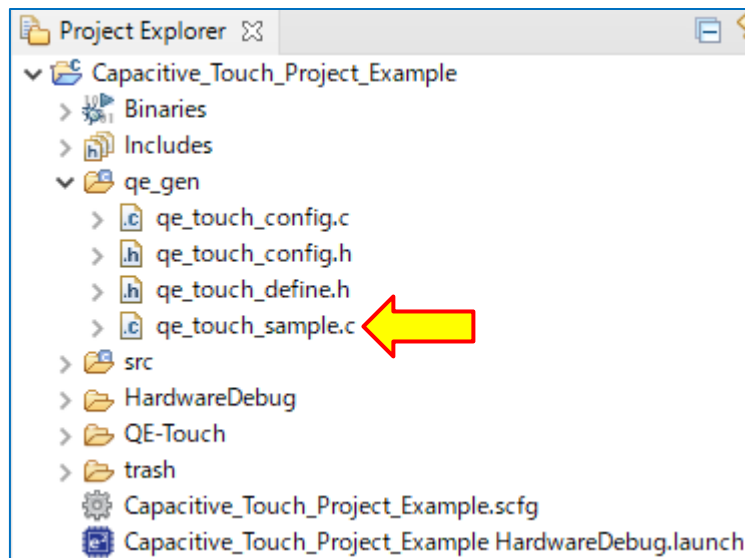 Project Explorer
Capacitive_Touch_Project_Example
Binaries
Includes
qe_gen
qe_touch_config.c
qe_touch_config.h
qe_touch_define.h
qe_touch_sample.c
src
HardwareDebug
QE-Touch
trash
Capacitive_Touch_Project_Example.scfg
Capacitive_Touch_Project_Example HardwareDebug.launch